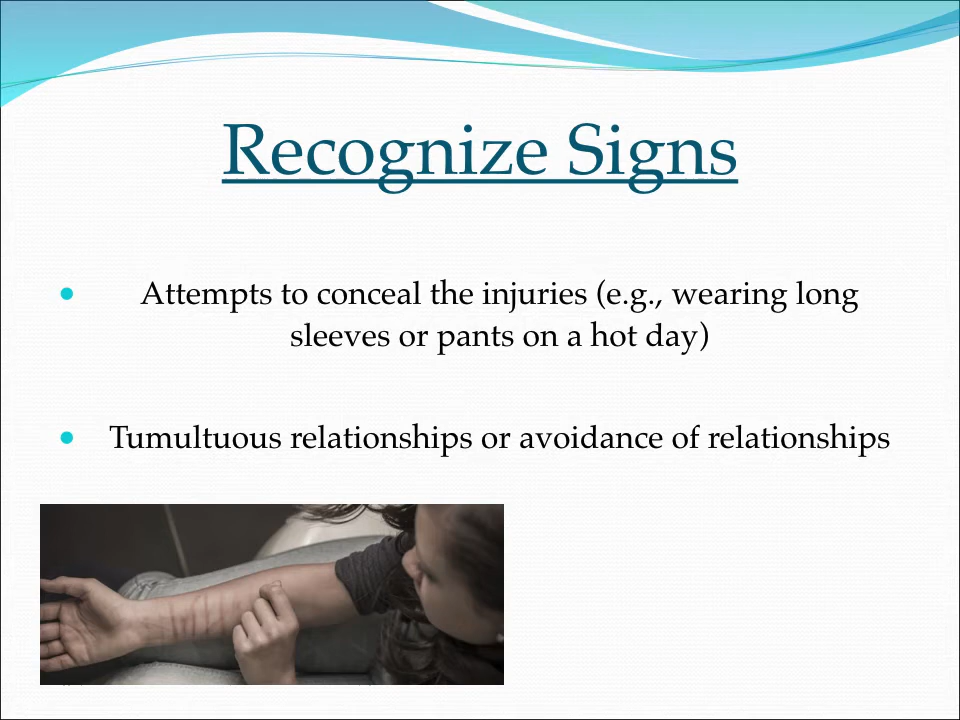 Recognize Signs
Attempts to conceal the injuries (e.g., wearing long
sleeves or pants on a hot day)
Tumultuous relationships or avoidance of relationships